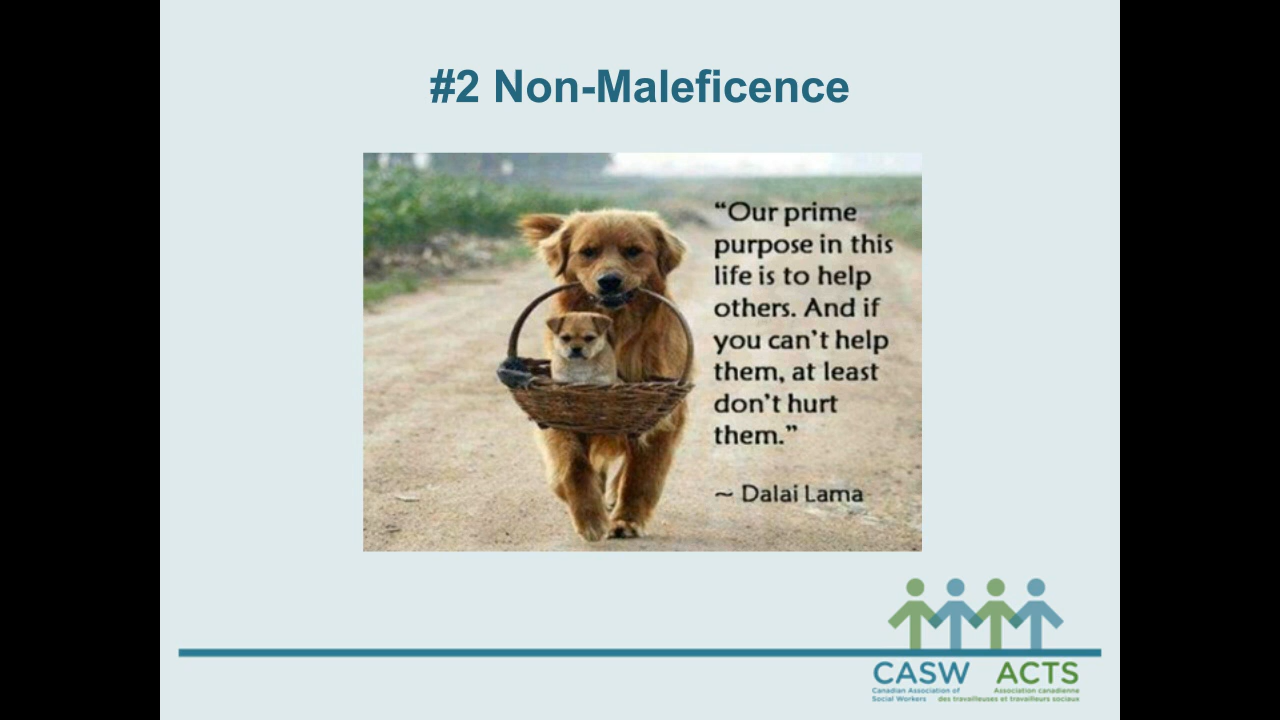 #2 Non-Maleficence
“Our prime
purpose in this
life is to help
others. And if
you can’t help
them, at least
don’t hurt
them.”
~ Dalai Lama
CASW ACTS
Canadian Association of Association canadienne
Social Workers des travailleuses et travailleurs sociaux